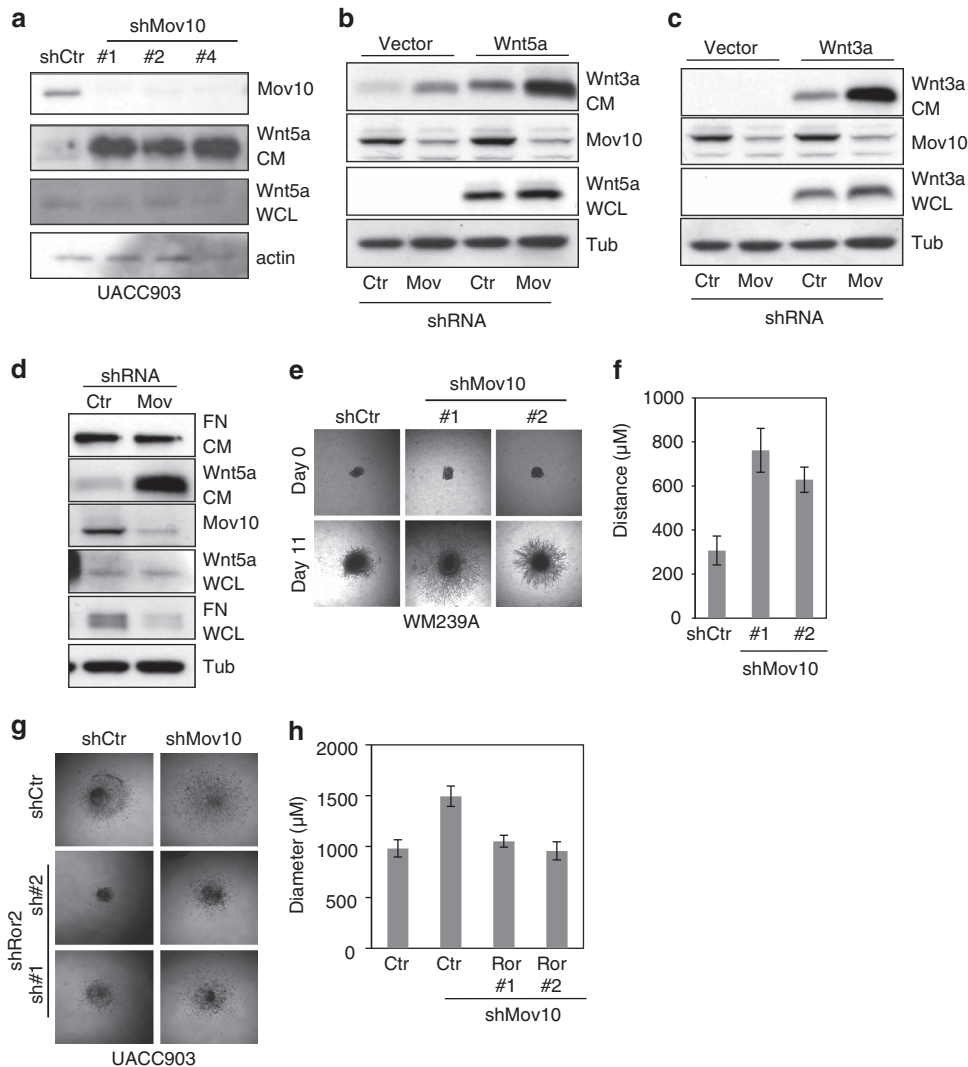 a
shMov10
shCtr #1 #2 #4
Mov10
Wnt5a
CM
Wnt5a
WCL
actin
UACC903
b
Vector Wnt5a
Wnt3a
CM
Mov10
Wnt5a
WCL
Tub
Ctr Mov Ctr Mov
shRNA
c
Vector Wnt3a
Wnt3a
CM
Mov10
Wnt3a
WCL
Tub
Ctr Mov Ctr Mov
shRNA
d
shRNA
Ctr Mov
FN
CM
Wnt5a
CM
Mov10
Wnt5a
WCL
FN
WCL
Tub
e
shMov10
shCtr #1 #2
Day 0
Day 11
WM239A
f
Distance (µM)
1000
800
600
400
200
0
shCtr #1 #2
shMov10
g
shCtr shMov10
shCtr
shRor2
sh#2
sh#1
UACC903
h
Diameter (µM)
2000
1500
1000
500
0
Ctr Ctr Ror Ror
#1 #2
shMov10